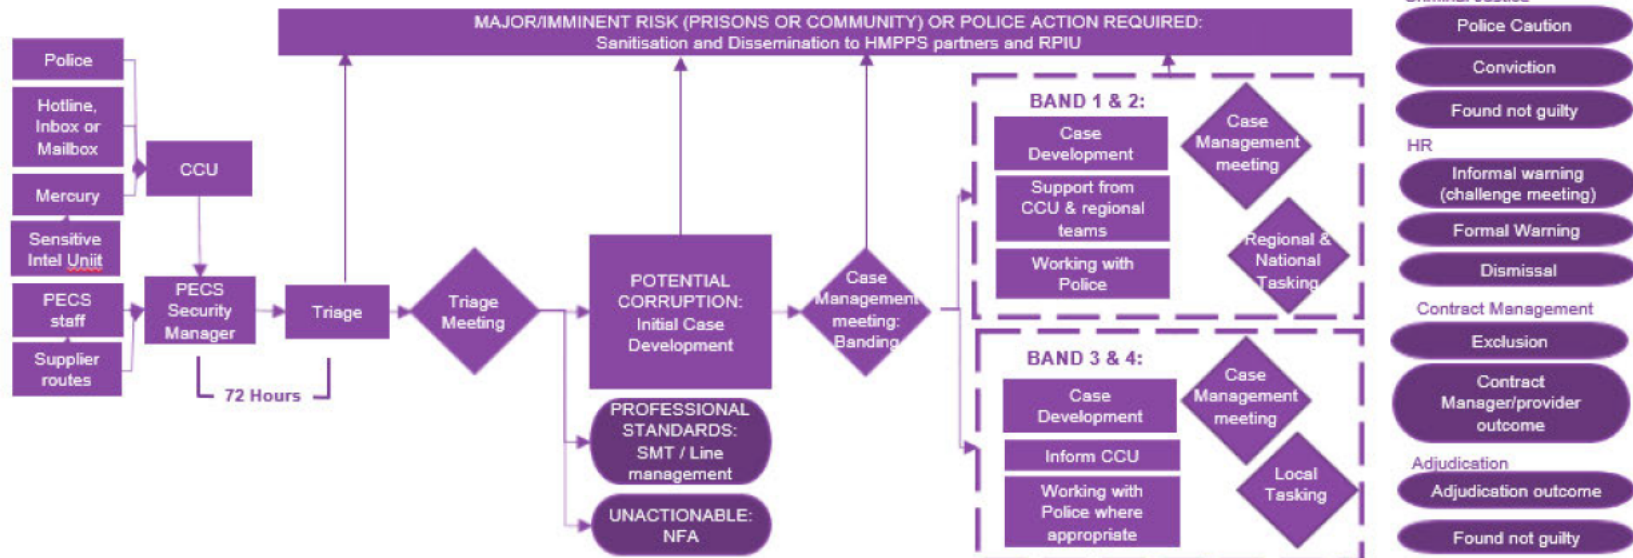 MAJOR/IMMINENT RISK (PRISONS OR COMMUNITY) OR POLICE ACTION REQUIRED:
Sanitisation and Dissemination to HMPPS partners and RPIU
Police
Hotline,
Inbox or
Mailbox
Mercury
Sensitive
Intel Uniit
PECS
staff
Supplier
routes
CCU
PECS
Security
Manager
72 Hours
Triage
Triage
Meeting
POTENTIAL
CORRUPTION:
Initial Case
Development
PROFESSIONAL
STANDARDS:
SMT / Line
management
UNACTIONABLE:
NFA
Case
Management
meeting:
Banding
BAND 1 & 2:
Case
Development
Support from
CCU & regional
teams
Working with
Police
Case
Management
meeting
Regional &
National
Tasking
BAND 3 & 4:
Case
Development
Inform CCU
Working with
Police where
appropriate
Case
Management
meeting
Local
Tasking
Criminal Justice
Police Caution
Conviction
Found not guilty
HR
Informal warning
(challenge meeting)
Formal Warning
Dismissal
Contract Management
Exclusion
Contract
Manager/provider
outcome
Adjudication
Adjudication outcome
Found not guilty